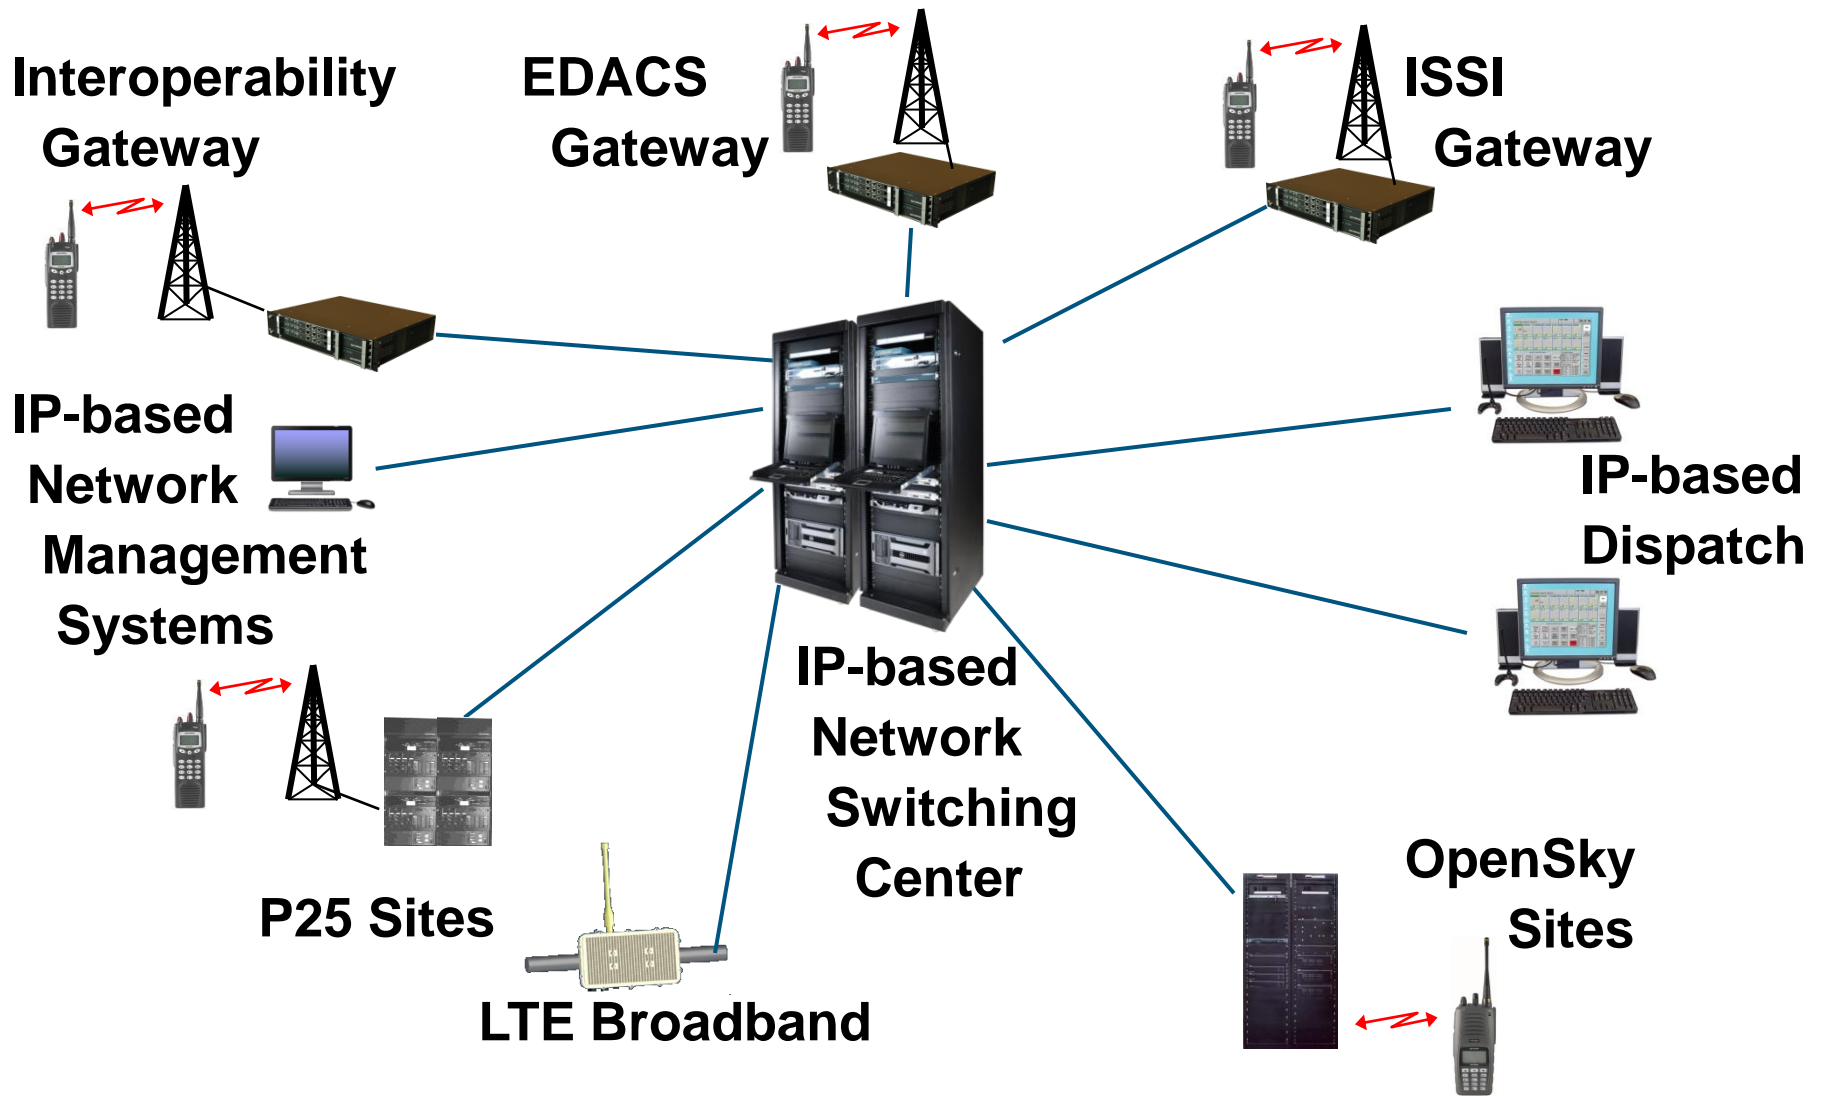 Interoperability
Gateway
EDACS
Gateway
ISSI
Gateway
IP-based
Network
Management
Systems
IP-based
Dispatch
IP-based
Network
Switching
Center
P25 Sites
LTE Broadband
OpenSky
Sites